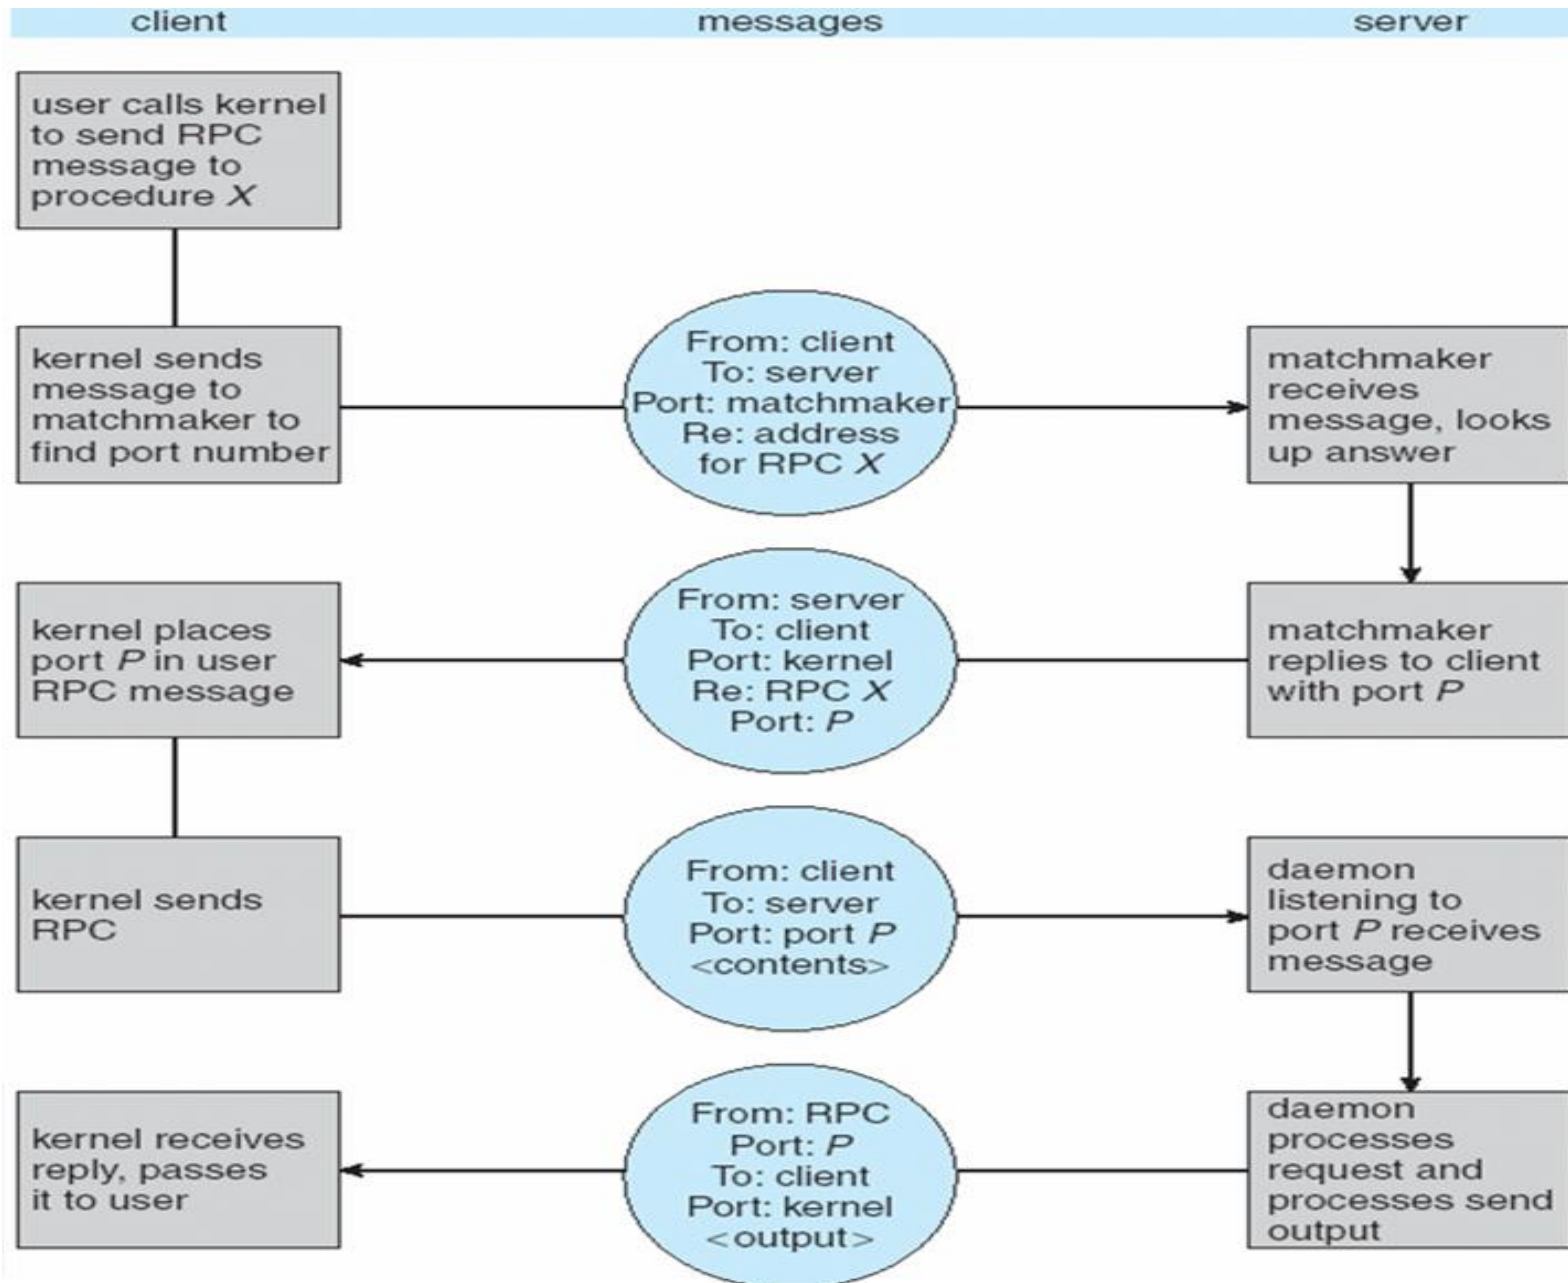 client messages server
user calls kernel
to send RPC
message to
procedure X
kernel sends
message to
matchmaker to
find port number
From: client
To: server
Port: matchmaker
Re: address
for RPC X
matchmaker
receives
message, looks
up answer
kernel places
port P in user
RPC message
From: server
To: client
Port: kernel
Re: RPC X
Port: P
matchmaker
replies to client
with port P
kernel sends
RPC
From: client
To: server
Port: port P
<contents>
daemon
listening to
port P receives
message
kernel receives
reply, passes
it to user
From: RPC
Port: P
To: client
Port: kernel
<output>
daemon
processes
request and
processes send
output